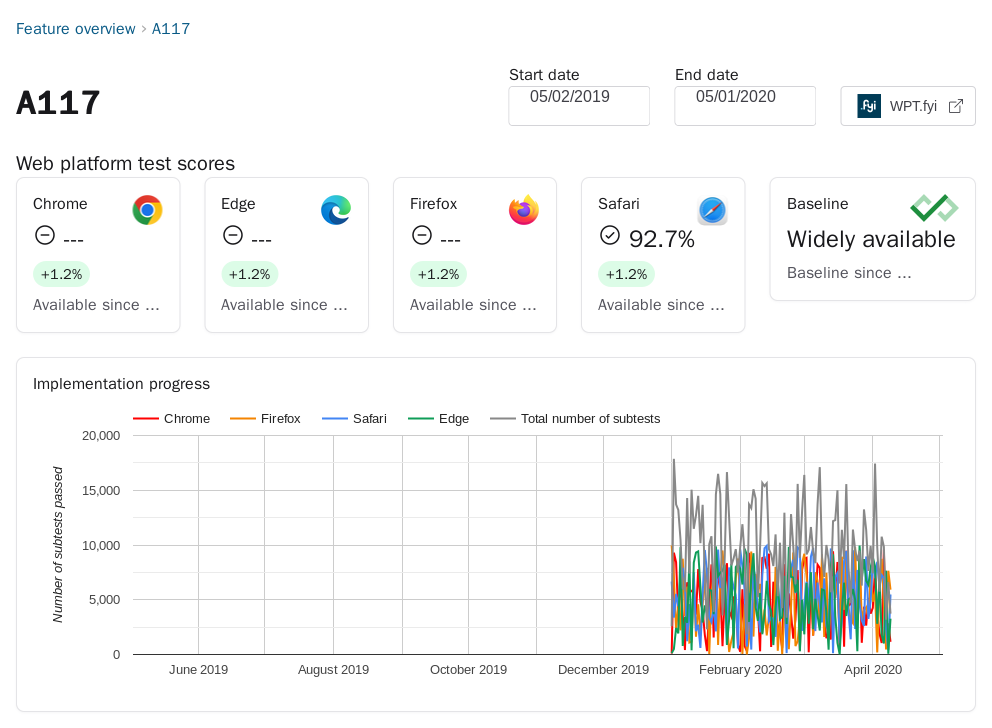 Feature overview › A117
A117
Start date
05/02/2019
End date
05/01/2020
.fyi WPT.fyi
Web platform test scores
Chrome
---
+1.2%
Available since ...
Edge
---
+1.2%
Available since ...
Firefox
---
+1.2%
Available since ...
Safari
92.7%
+1.2%
Available since ...
Baseline
Widely available
Baseline since ...
Implementation progress
Chrome Firefox Safari Edge Total number of subtests
Number of subtests passed
20,000
15,000
10,000
5,000
0
June 2019 August 2019 October 2019 December 2019 February 2020 April 2020